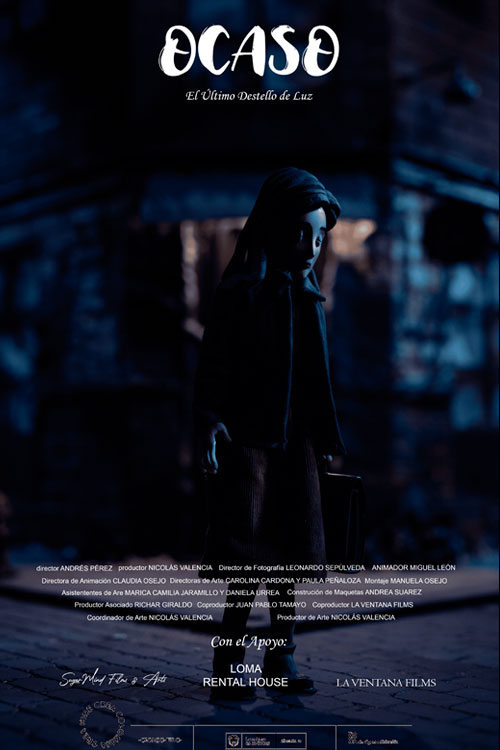 OCASO
El Último Destello de Luz
director ANDRÉS PÉREZ productor NICOLÁS VALENCIA Director de Fotografía LEONARDO SEPÚLVEDA ANIMADOR MIGUEL LEÓN
Directora de Animación CLAUDIA OSEJO Directoras de Arte CAROLINA CARDONA Y PAULA PEÑALOZA Montaje MANUELA OSEJO
Asistententes de Are MARICA CAMILIA JARAMILLO Y DANIELA URREA Construción de Maquetas ANDREA SUAREZ
Productor Asociado RICHAR GIRALDO Coproductor JUAN PABLO TAMAYO Coproductor LA VENTANA FILMS
Coordinador de Arte NICOLÁS VALENCIA Productor de Arte NICOLÁS VALENCIA
Con el Apoyo:
LOMA
RENTAL HOUSE
LA VENTANA FILMS